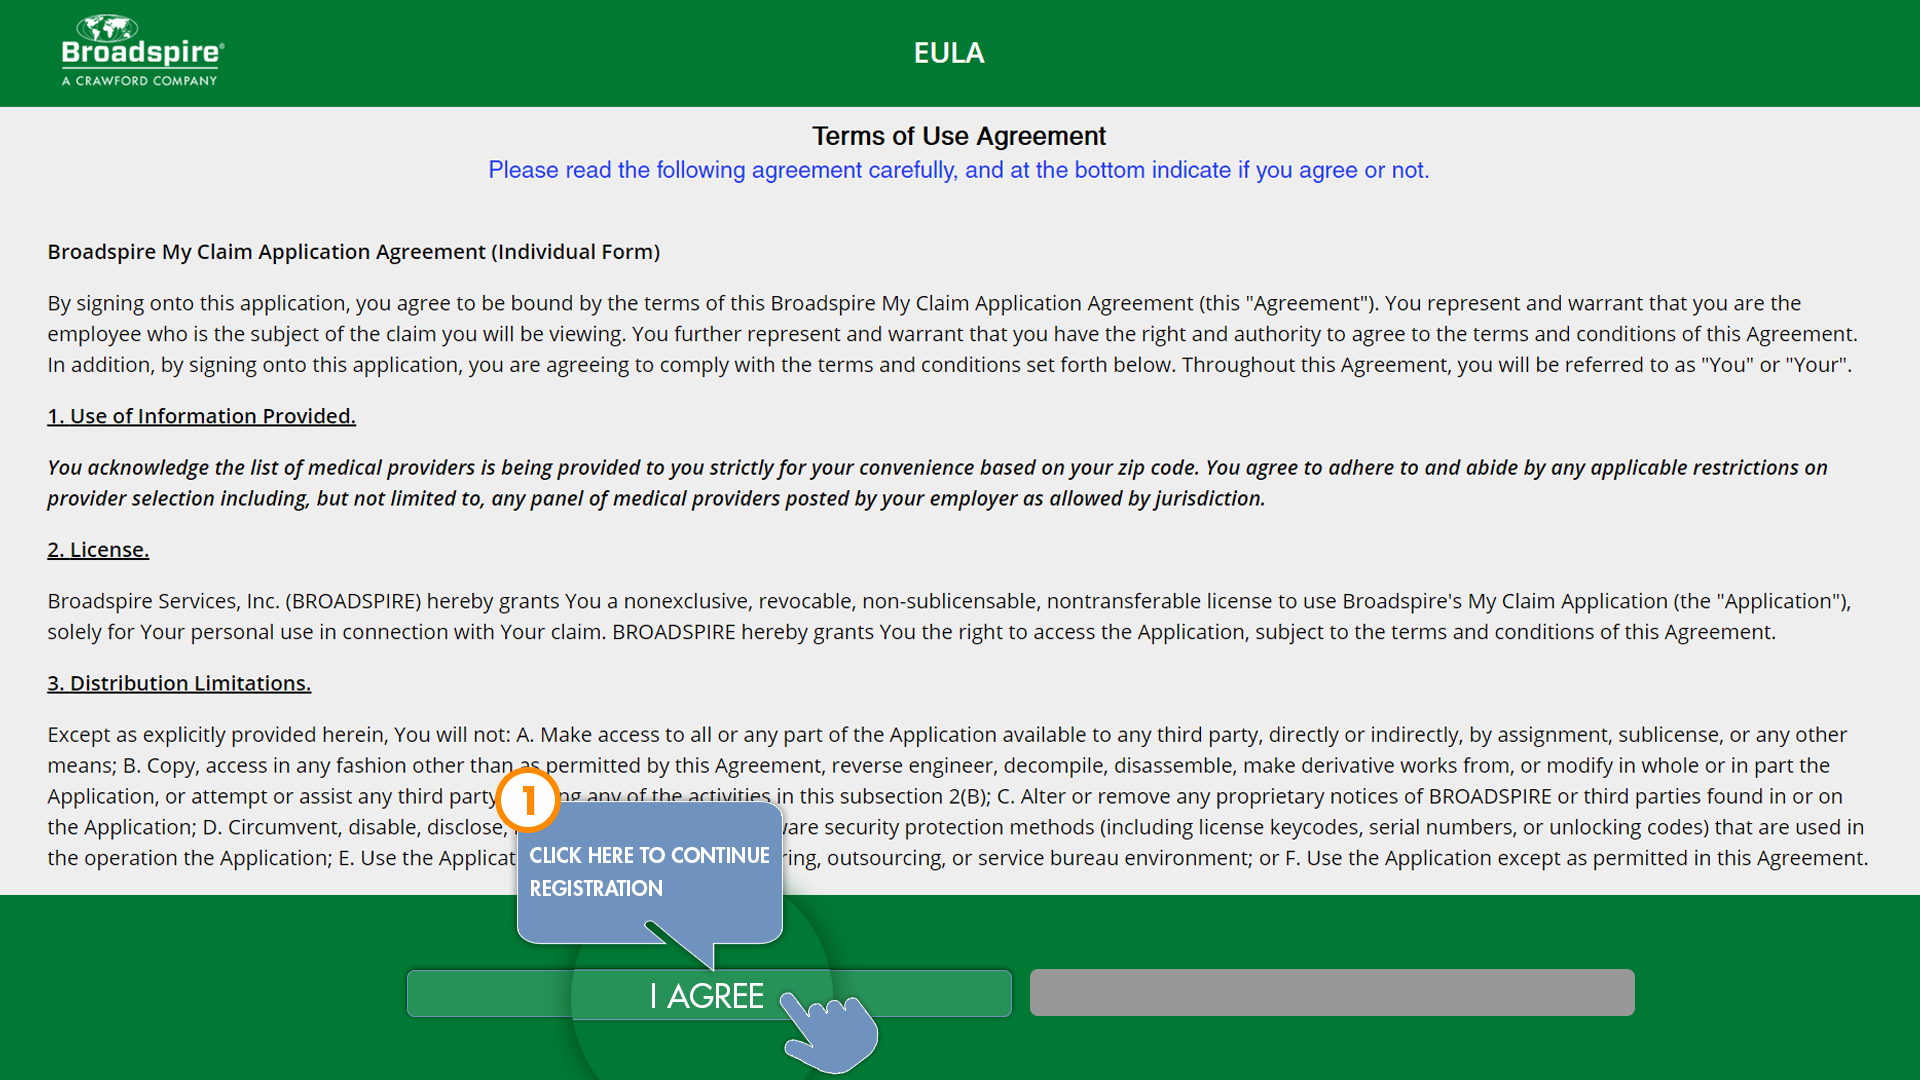 Broadspire®
A CRAWFORD COMPANY
EULA
Terms of Use Agreement
Please read the following agreement carefully, and at the bottom indicate if you agree or not.
Broadspire My Claim Application Agreement (Individual Form)
By signing onto this application, you agree to be bound by the terms of this Broadspire My Claim Application Agreement (this "Agreement"). You represent and warrant that you are the
employee who is the subject of the claim you will be viewing. You further represent and warrant that you have the right and authority to agree to the terms and conditions of this Agreement.
In addition, by signing onto this application, you are agreeing to comply with the terms and conditions set forth below. Throughout this Agreement, you will be referred to as "You" or "Your".
1. Use of Information Provided.
You acknowledge the list of medical providers is being provided to you strictly for your convenience based on your zip code. You agree to adhere to and abide by any applicable restrictions on
provider selection including, but not limited to, any panel of medical providers posted by your employer as allowed by jurisdiction.
2. License.
Broadspire Services, Inc. (BROADSPIRE) hereby grants You a nonexclusive, revocable, non-sublicensable, nontransferable license to use Broadspire's My Claim Application (the "Application"),
solely for Your personal use in connection with Your claim. BROADSPIRE hereby grants You the right to access the Application, subject to the terms and conditions of this Agreement.
3. Distribution Limitations.
Except as explicitly provided herein, You will not: A. Make access to all or any part of the Application available to any third party, directly or indirectly, by assignment, sublicense, or any other
means; B. Copy, access in any fashion other than as permitted by this Agreement, reverse engineer, decompile, disassemble, make derivative works from, or modify in whole or in part the
Application, or attempt or assist any third party any of the activities in this subsection 2(B); C. Alter or remove any proprietary notices of BROADSPIRE or third parties found in or on
the Application; D. Circumvent, disable, disclose, security protection methods (including license keycodes, serial numbers, or unlocking codes) that are used in
the operation the Application; E. Use the outsourcing, or service bureau environment; or F. Use the Application except as permitted in this Agreement.
1
CLICK HERE TO CONTINUE
REGISTRATION
I AGREE